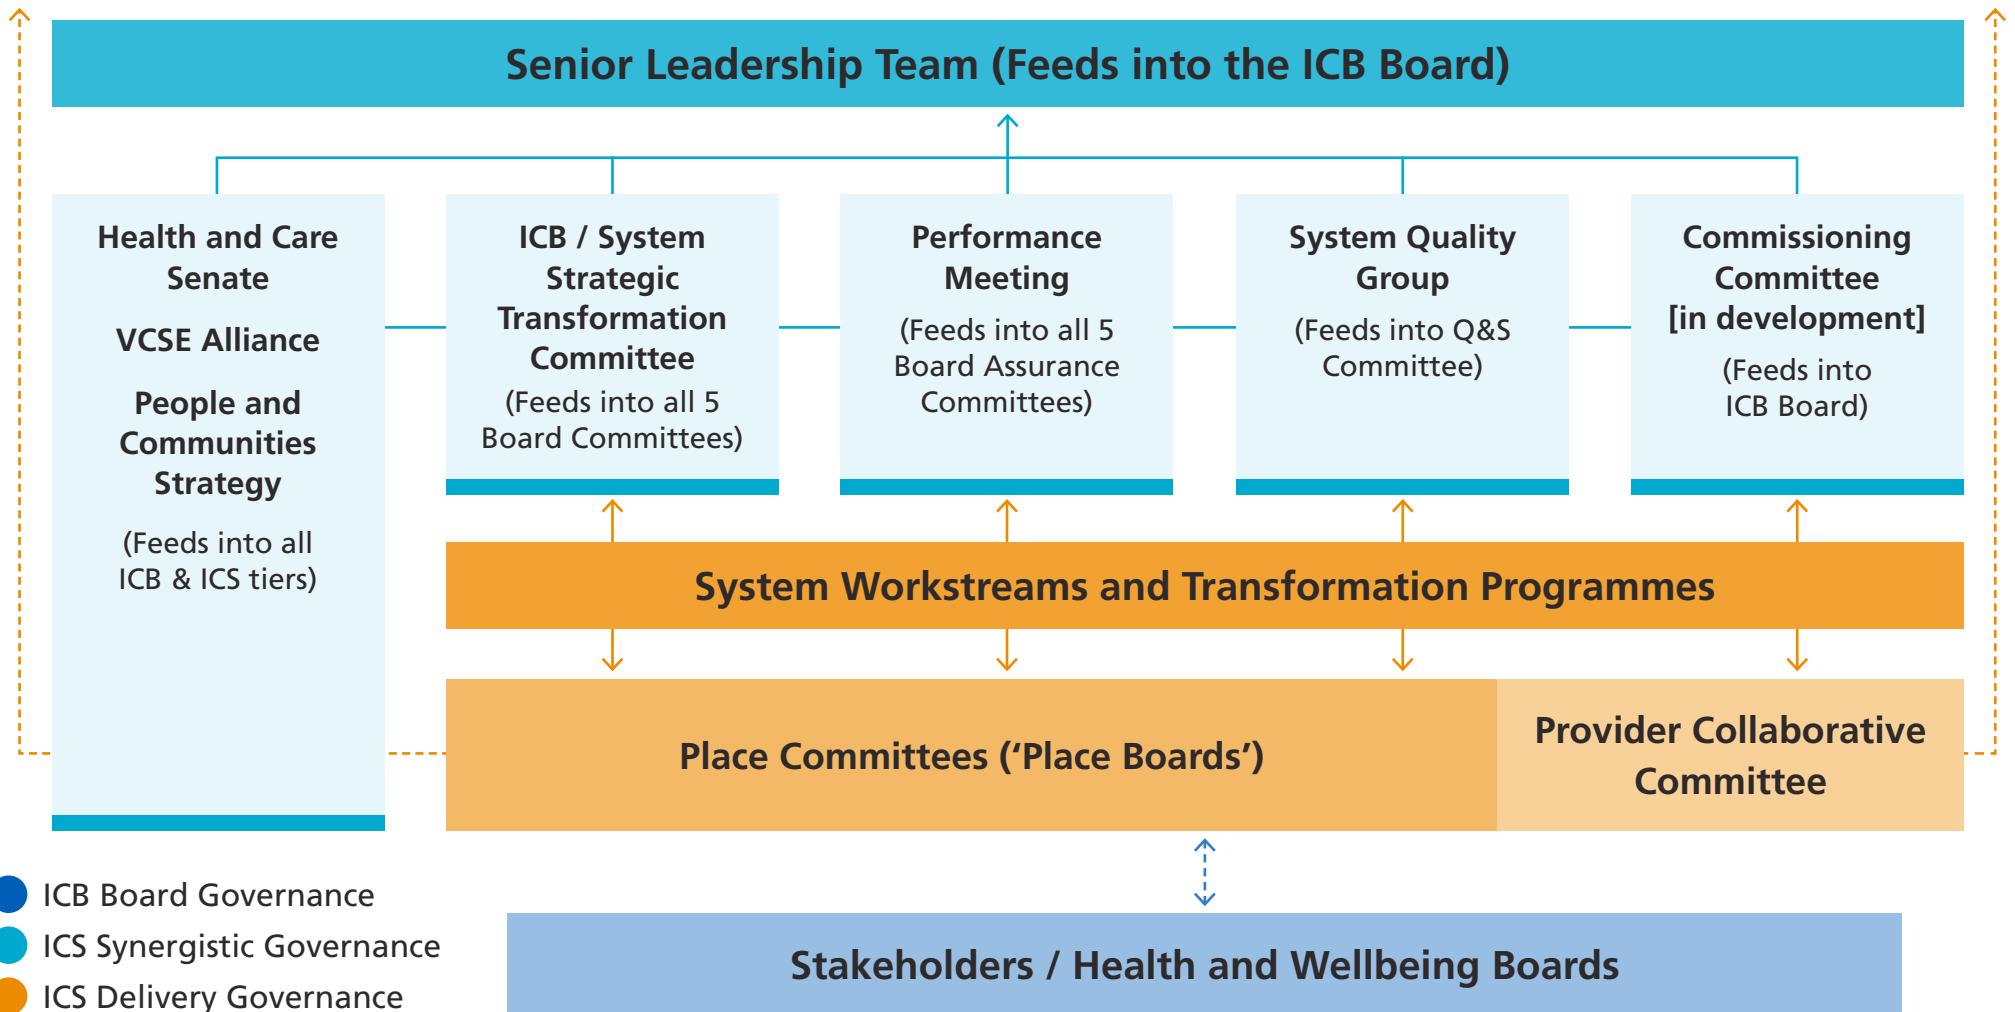 Senior Leadership Team (Feeds into the ICB Board)
Health and Care
Senate
VCSE Alliance
People and
Communities
Strategy
(Feeds into all
ICB & ICS tiers)
ICB / System
Strategic
Transformation
Committee
(Feeds into all 5
Board Committees)
Performance
Meeting
(Feeds into all 5
Board Assurance
Committees)
System Quality
Group
(Feeds into Q&S
Committee)
Commissioning
Committee
[in development]
(Feeds into
ICB Board)
System Workstreams and Transformation Programmes
Place Committees (‘Place Boards’)
Provider Collaborative
Committee
ICB Board Governance
ICS Synergistic Governance
ICS Delivery Governance
Stakeholders / Health and Wellbeing Boards